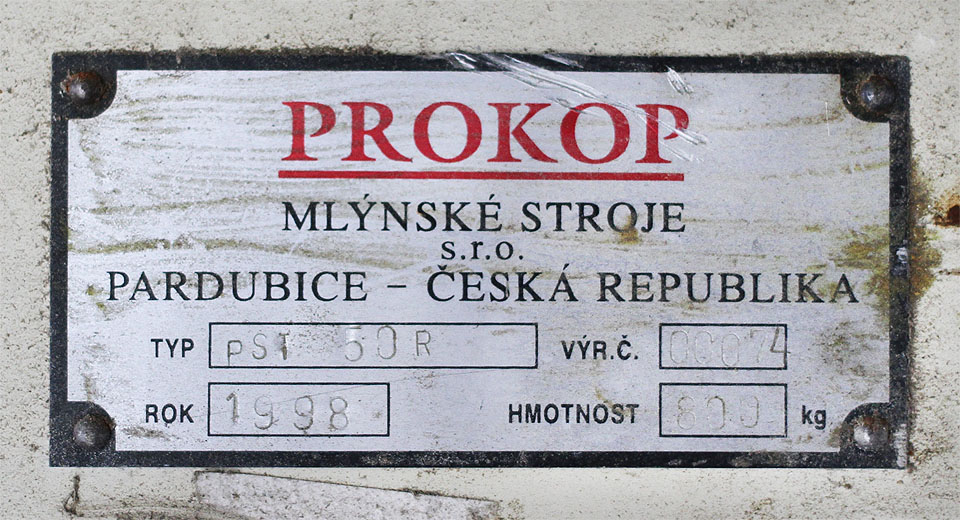 PROKOP
MLÝNSKÉ STROJE
s.r.o.
PARDUBICE – ČESKÁ REPUBLIKA
TYP PST 50R VÝR.Č. 00074
ROK 1998 HMOTNOST 800 kg